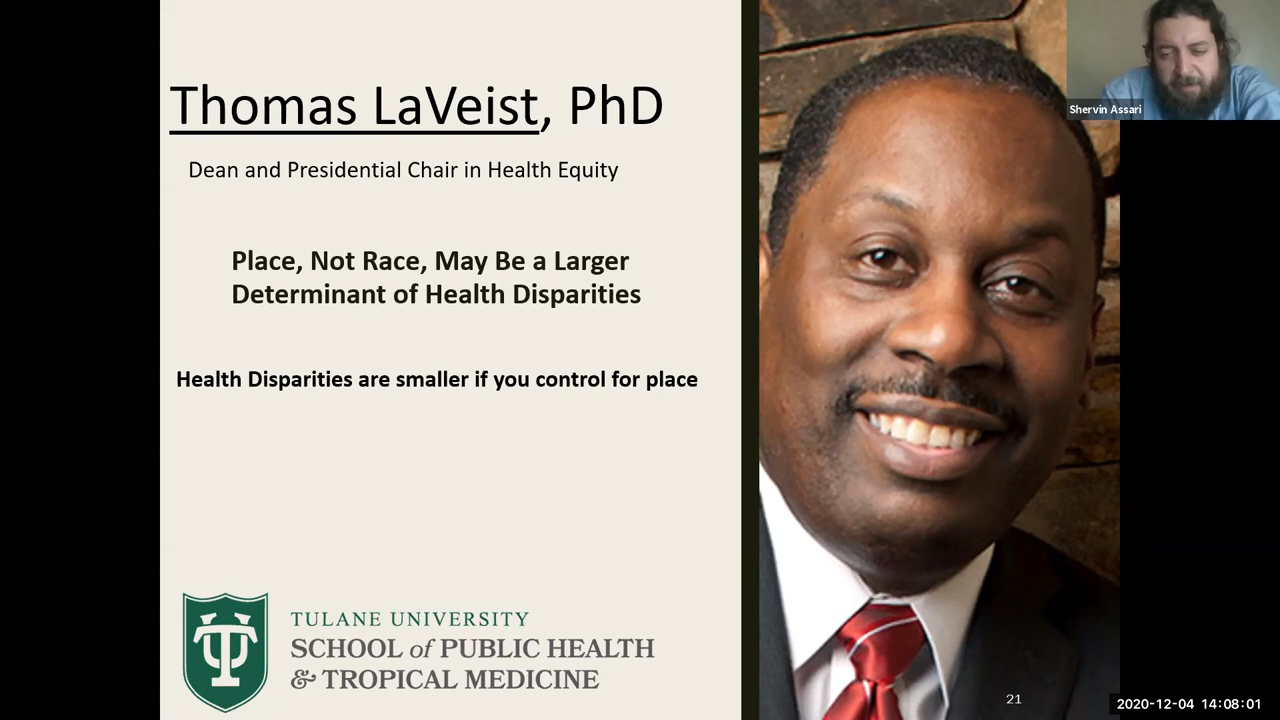 Thomas LaVeist, PhD
Dean and Presidential Chair in Health Equity
Place, Not Race, May Be a Larger
Determinant of Health Disparities
Health Disparities are smaller if you control for place
TULANE UNIVERSITY
SCHOOL of PUBLIC HEALTH
& TROPICAL MEDICINE
Shervin Assari
21
2020-12-04 14:08:01